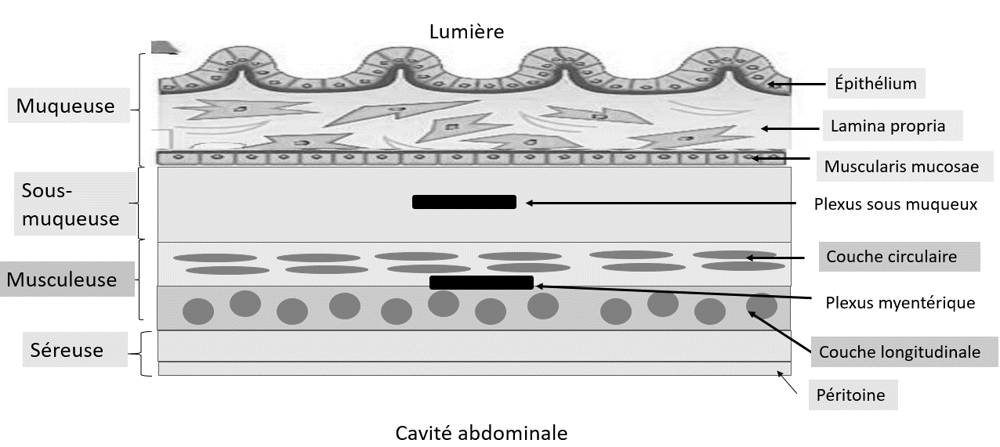 Lumière
Muqueuse
Épithélium
Lamina propria
Muscularis mucosae
Sous-
muqueuse
Plexus sous muqueux
Musculeuse
Couche circulaire
Plexus myentérique
Séreuse
Couche longitudinale
Péritoine
Cavité abdominale